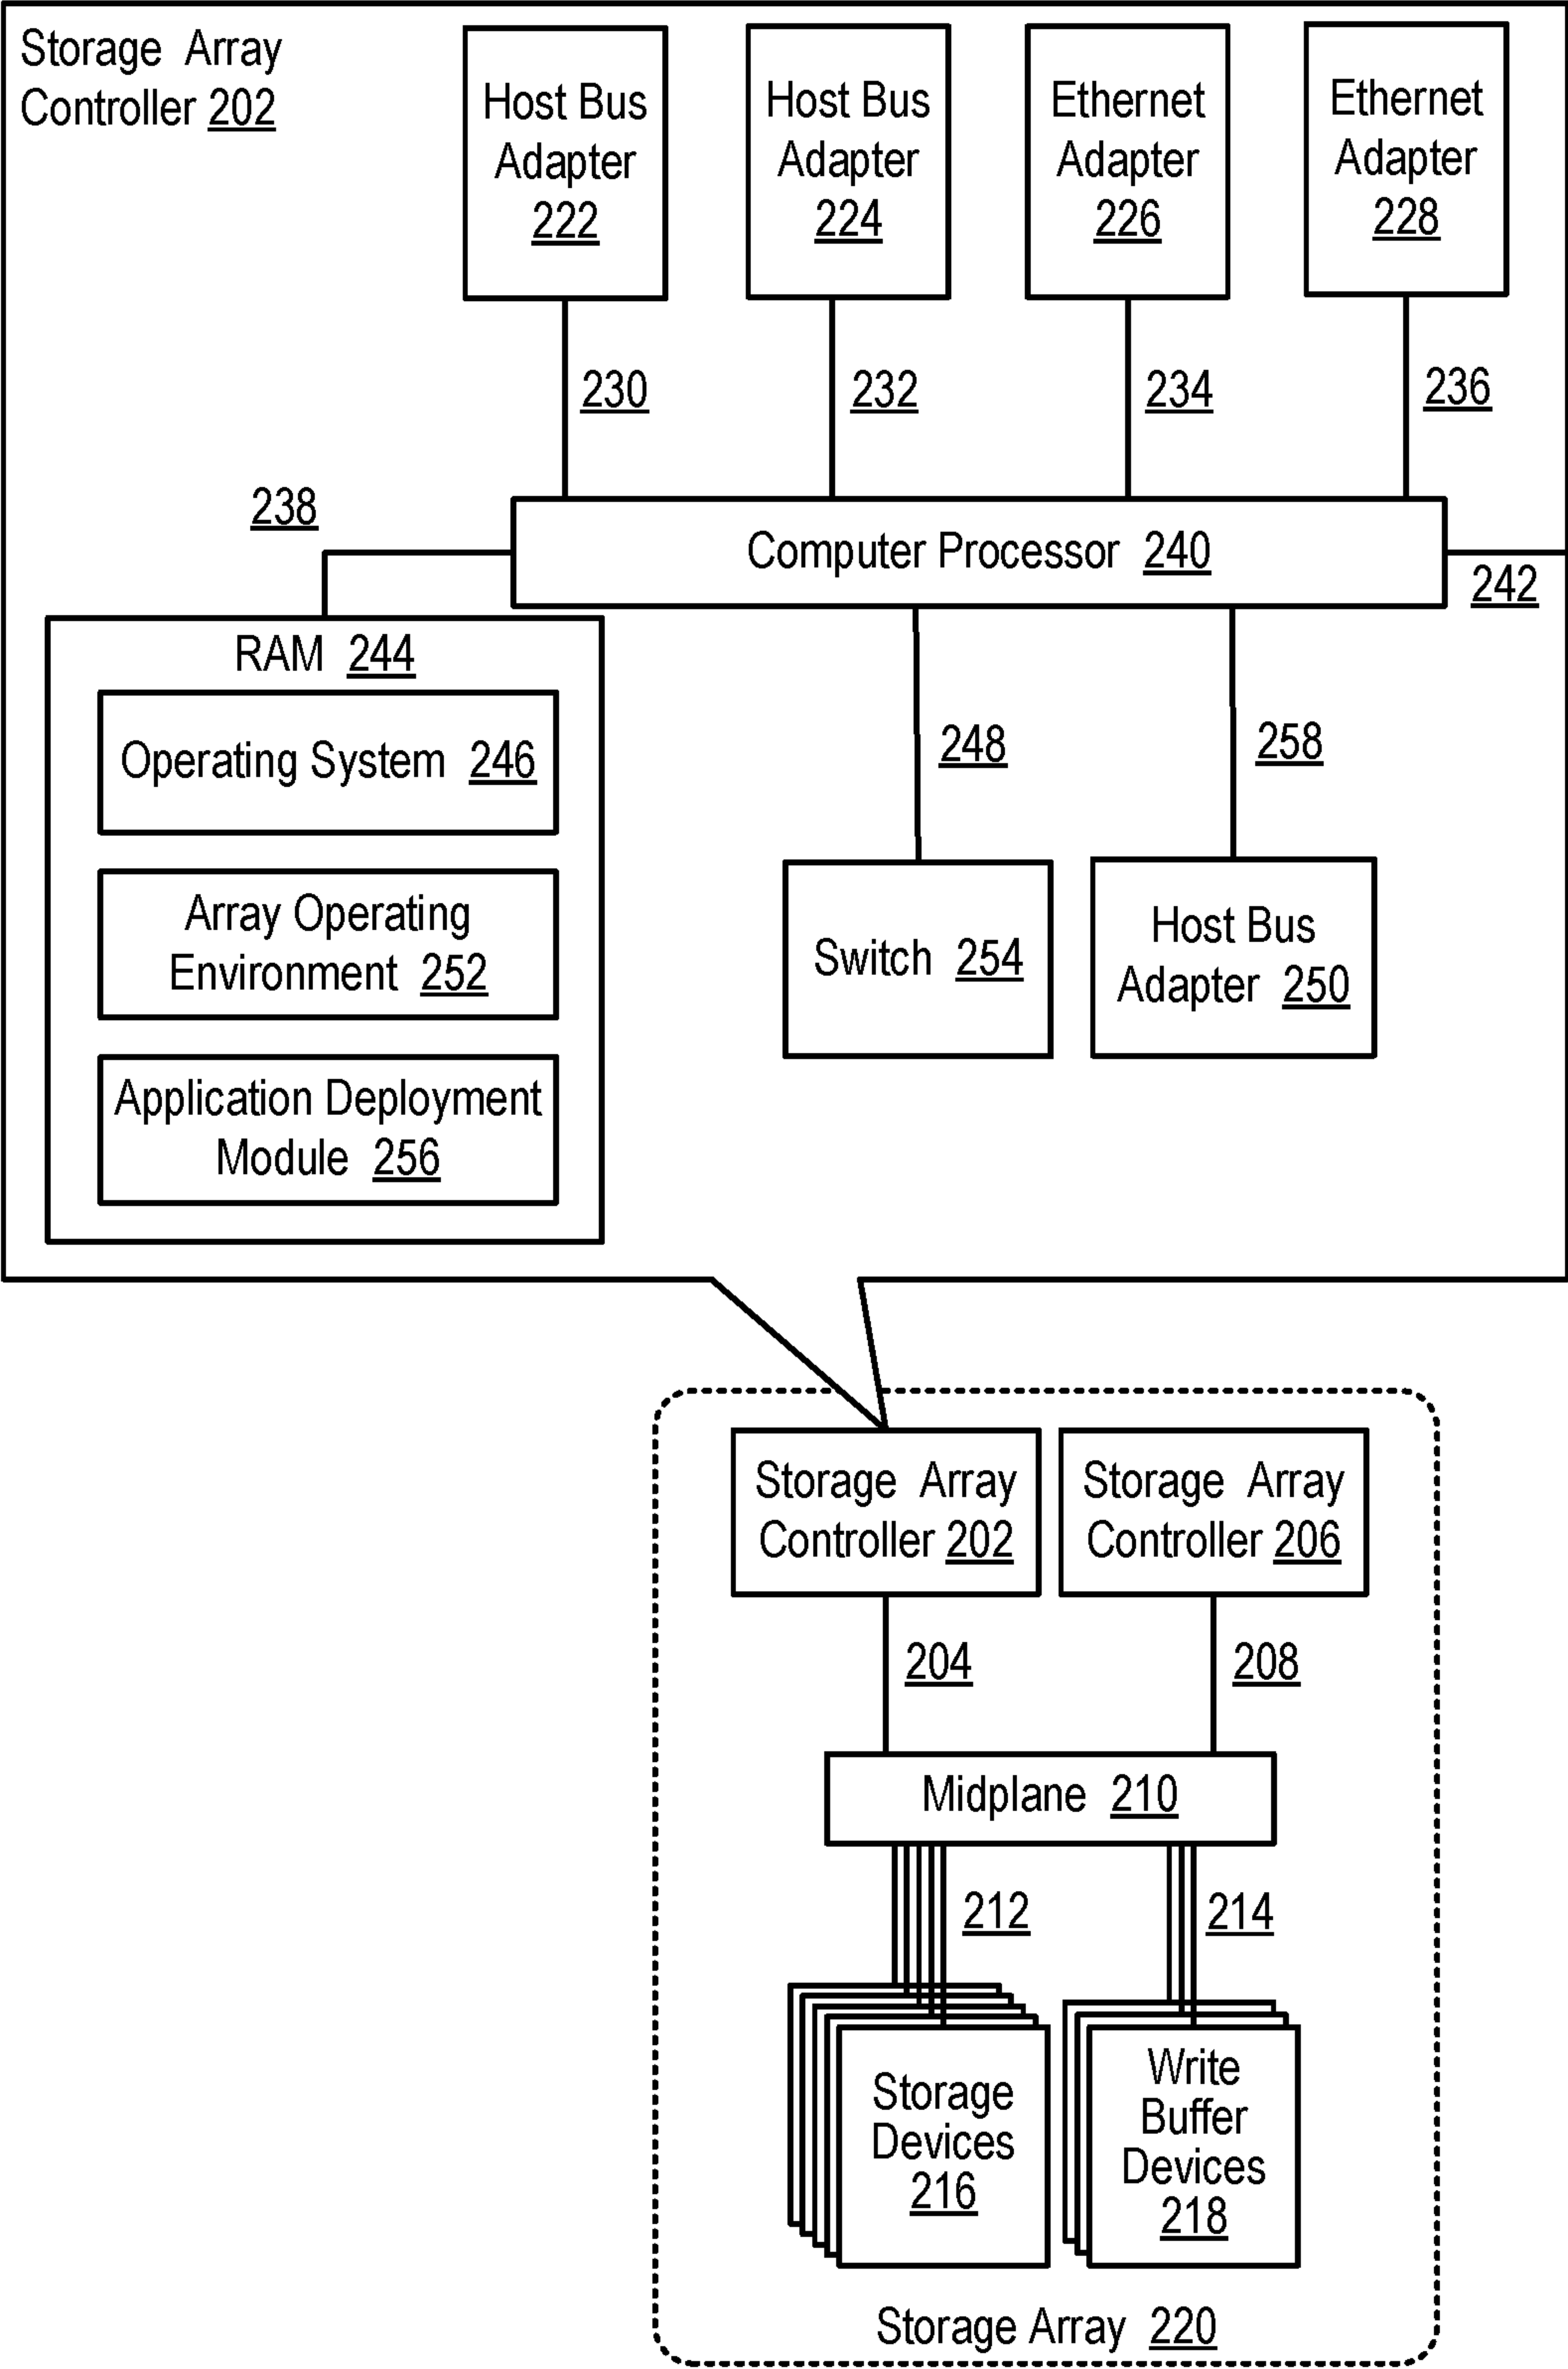 Storage Array
Controller 202
Host Bus
Adapter
222
Host Bus
Adapter
224
Ethernet
Adapter
226
Ethernet
Adapter
228
230
232
234
236
238
Computer Processor 240
242
RAM 244
Operating System 246
Array Operating
Environment 252
Application Deployment
Module 256
248
258
Switch 254
Host Bus
Adapter 250
Storage Array
Controller 202
Storage Array
Controller 206
204
208
Midplane 210
212
214
Storage
Devices
216
Write
Buffer
Devices
218
Storage Array 220